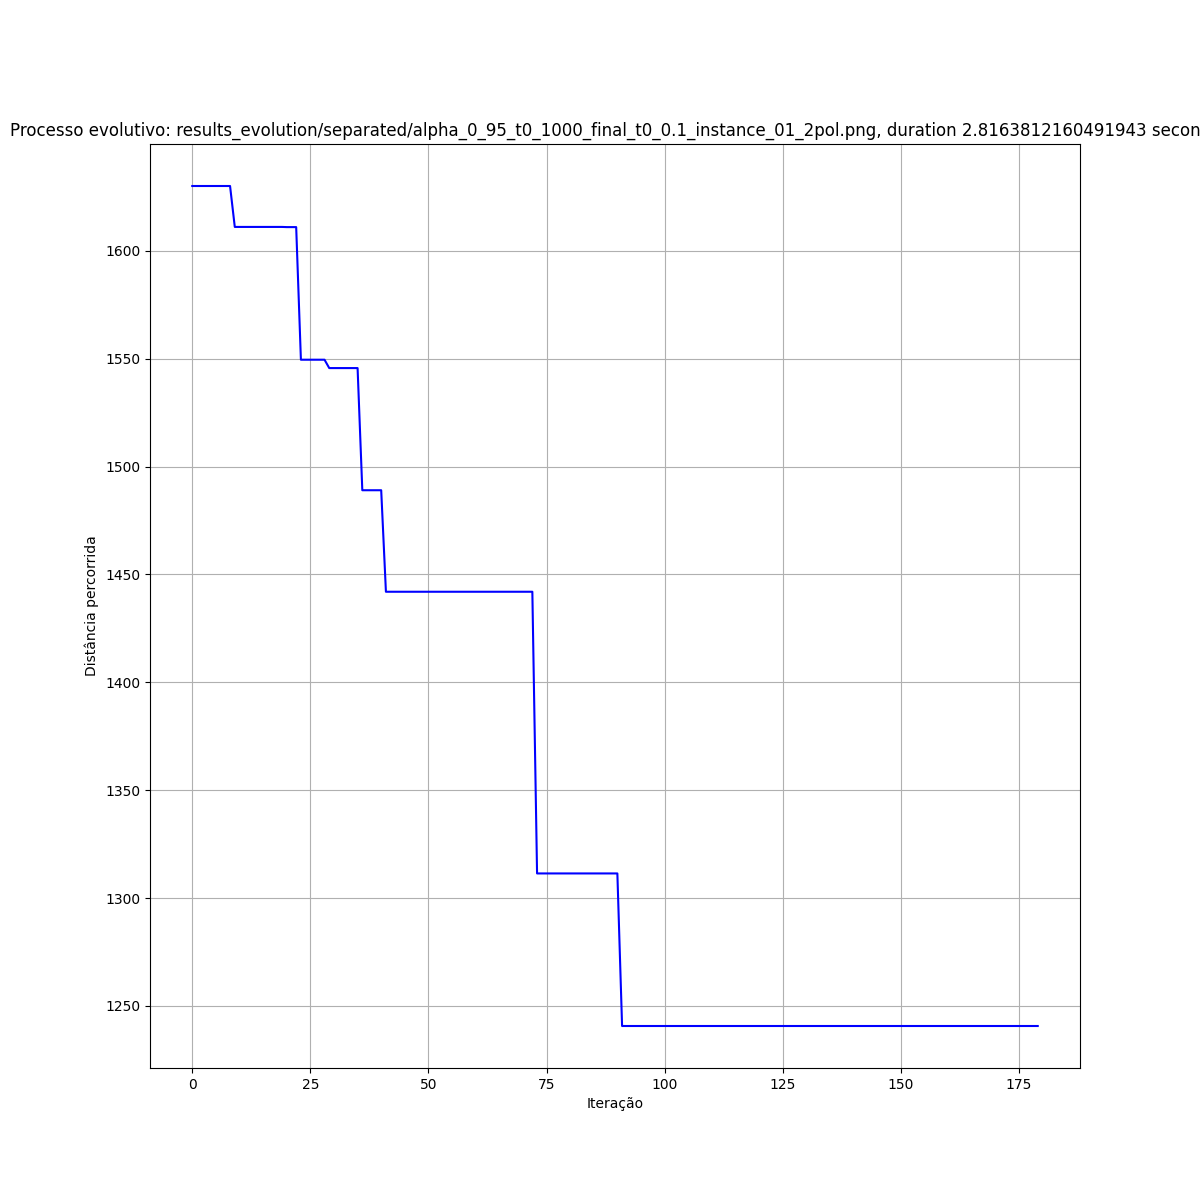 Processo evolutivo: results_evolution/separated/alpha_0_95_t0_1000_final_t0_0.1_instance_01_2pol.png, duration 2.8163812160491943 secon
1600
1550
1500
1450
1400
1350
1300
1250
Distância percorrida
0 25 50 75 100 125 150 175
Iteração